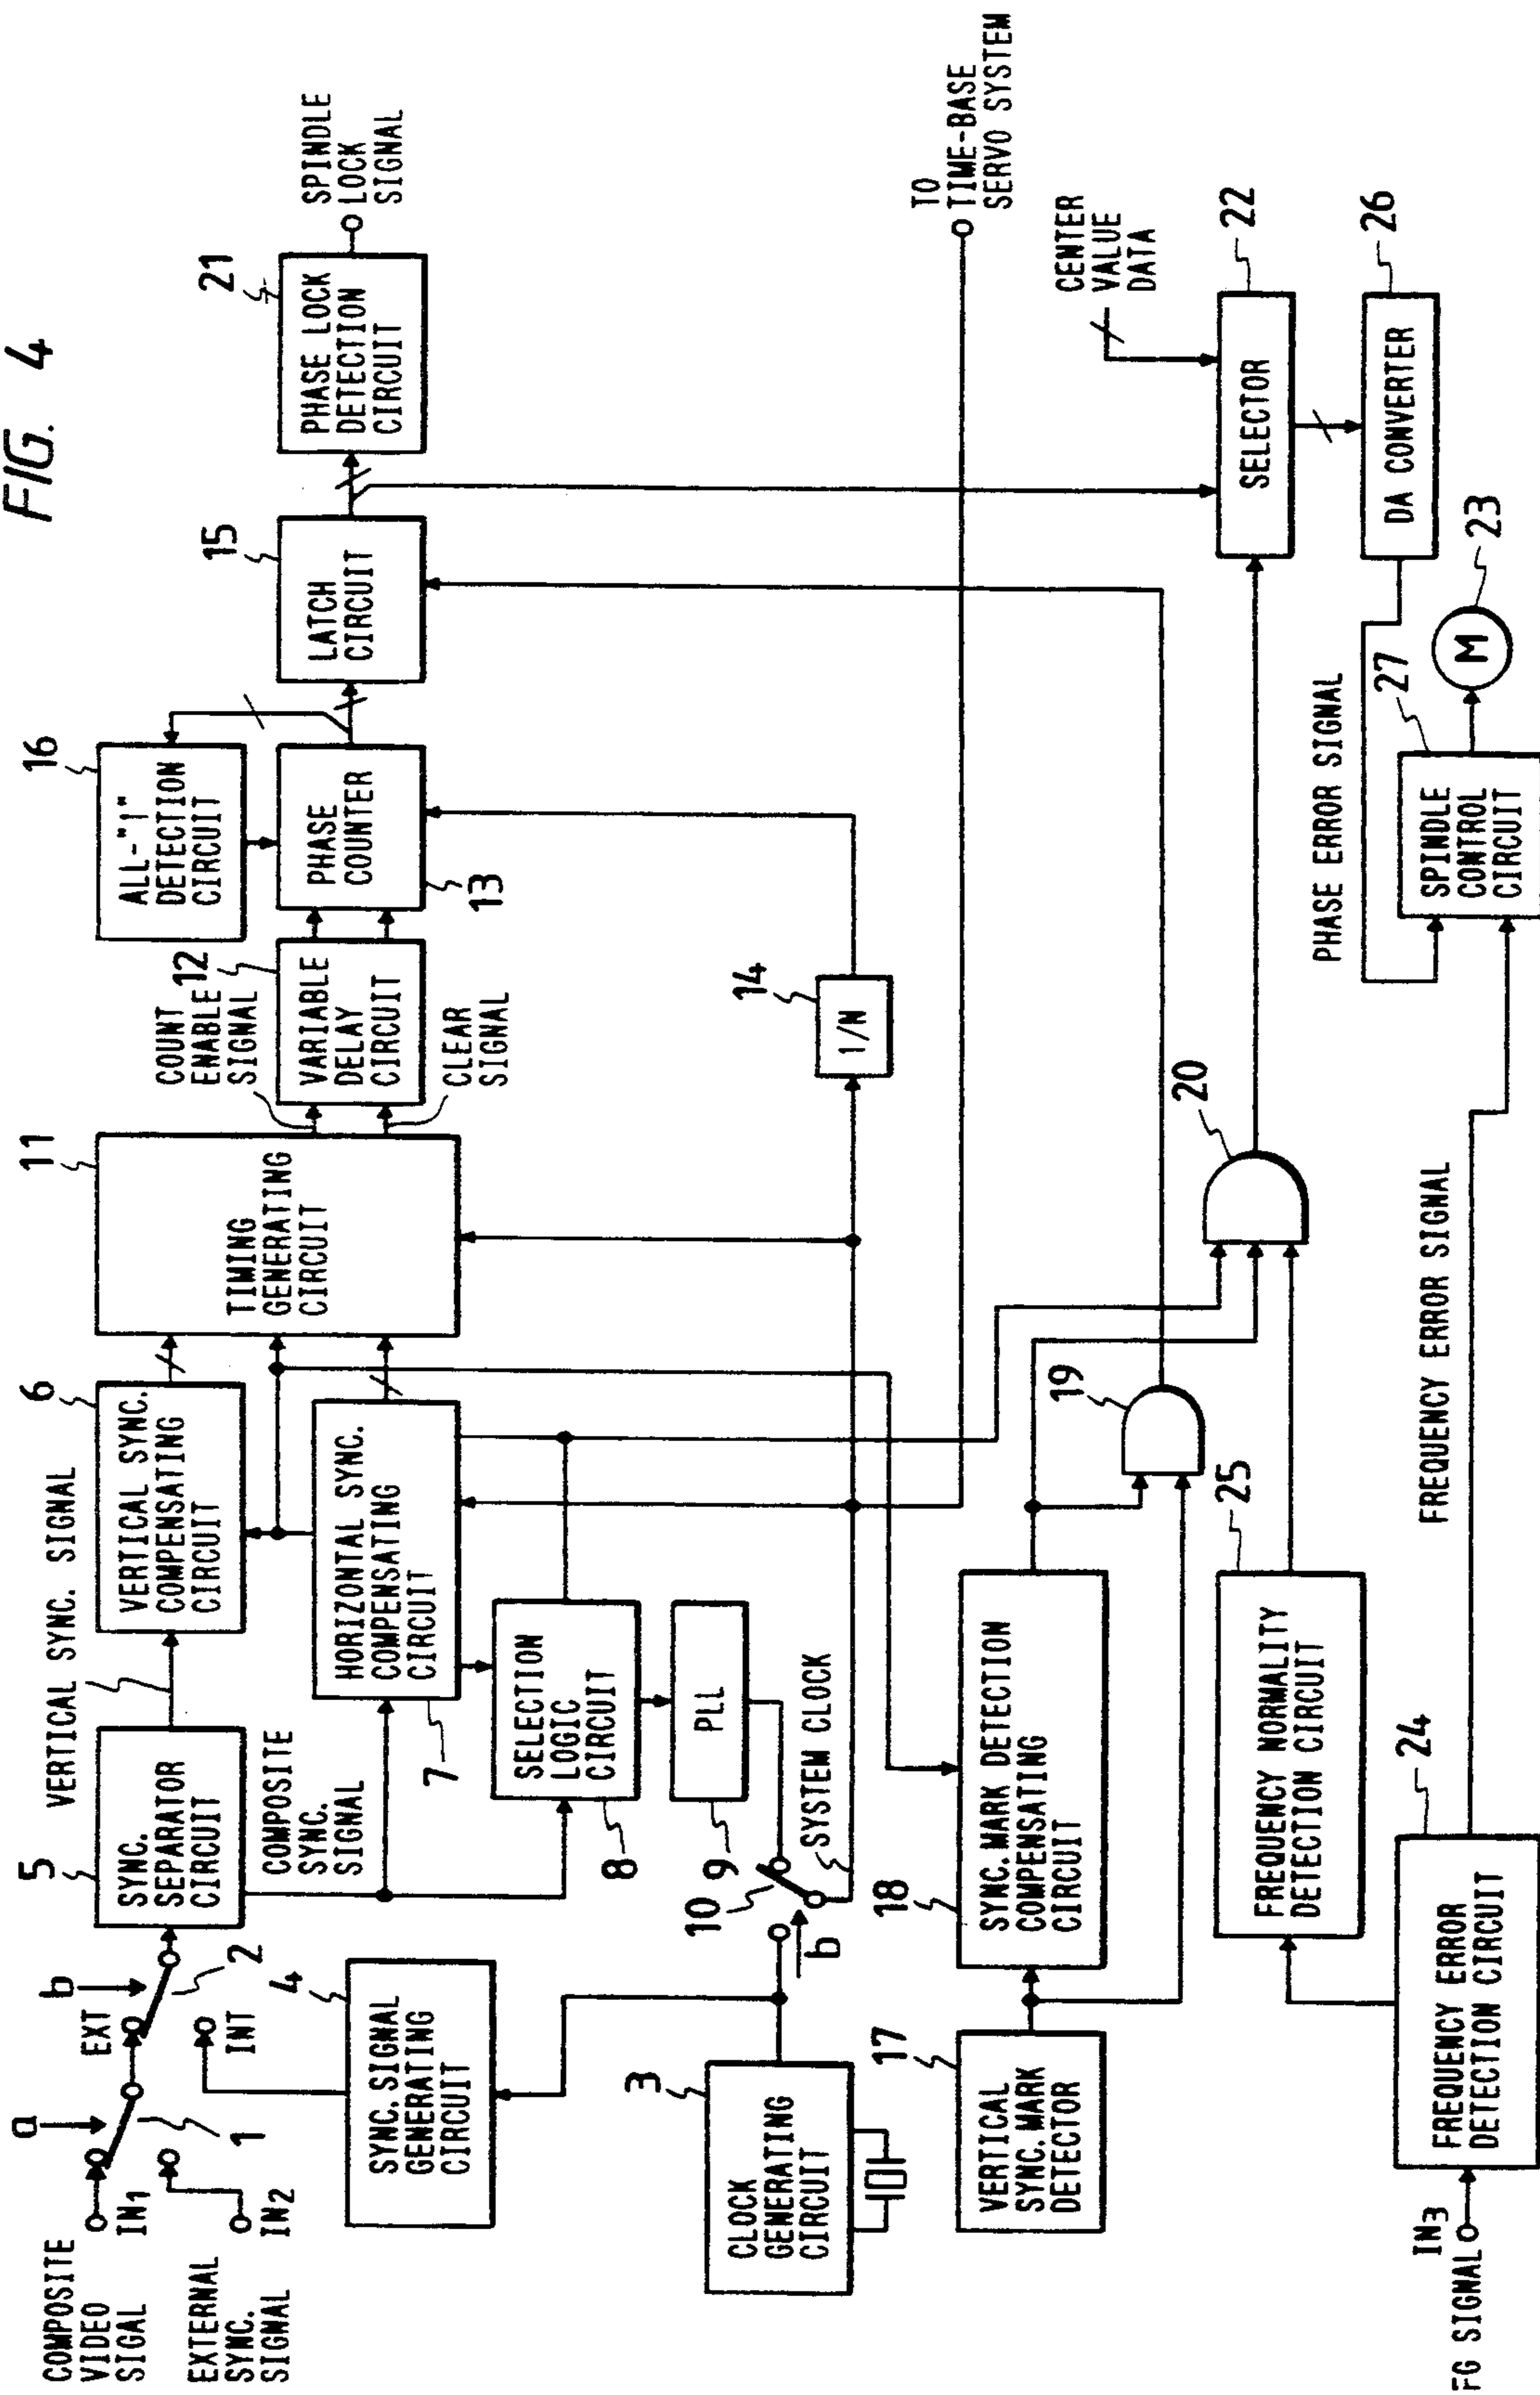 FIG. 4
COMPOSITE
VIDEO
SIGAL
IN1
EXTERNAL
SYNC.
SIGNAL
IN2
a
1
b
EXT
INT
2
5
SYNC.
SEPARATOR
CIRCUIT
VERTICAL SYNC. SIGNAL
6
VERTICAL SYNC.
COMPENSATING
CIRCUIT
COMPOSITE
SYNC.
SIGNAL
7
HORIZONTAL SYNC.
COMPENSATING
CIRCUIT
11
TIMING
GENERATING
CIRCUIT
COUNT
ENABLE
SIGNAL
12
VARIABLE
DELAY
CIRCUIT
CLEAR
SIGNAL
16
ALL-"1"
DETECTION
CIRCUIT
PHASE
COUNTER
13
15
LATCH
CIRCUIT
21
PHASE LOCK
DETECTION
CIRCUIT
SPINDLE
LOCK
SIGNAL
4
SYNC. SIGNAL
GENERATING
CIRCUIT
SELECTION
LOGIC
CIRCUIT
8
PLL
9
10
b
SYSTEM CLOCK
3
CLOCK
GENERATING
CIRCUIT
14
1/N
TO
TIME-BASE
SERVO SYSTEM
17
VERTICAL
SYNC. MARK
DETECTOR
18
SYNC. MARK DETECTION
COMPENSATING
CIRCUIT
19
20
CENTER
VALUE
DATA
22
SELECTOR
25
FREQUENCY NORMALITY
DETECTION CIRCUIT
26
DA CONVERTER
PHASE ERROR SIGNAL
IN3
FG SIGNAL
24
FREQUENCY ERROR
DETECTION CIRCUIT
FREQUENCY ERROR SIGNAL
27
SPINDLE
CONTROL
CIRCUIT
23
M